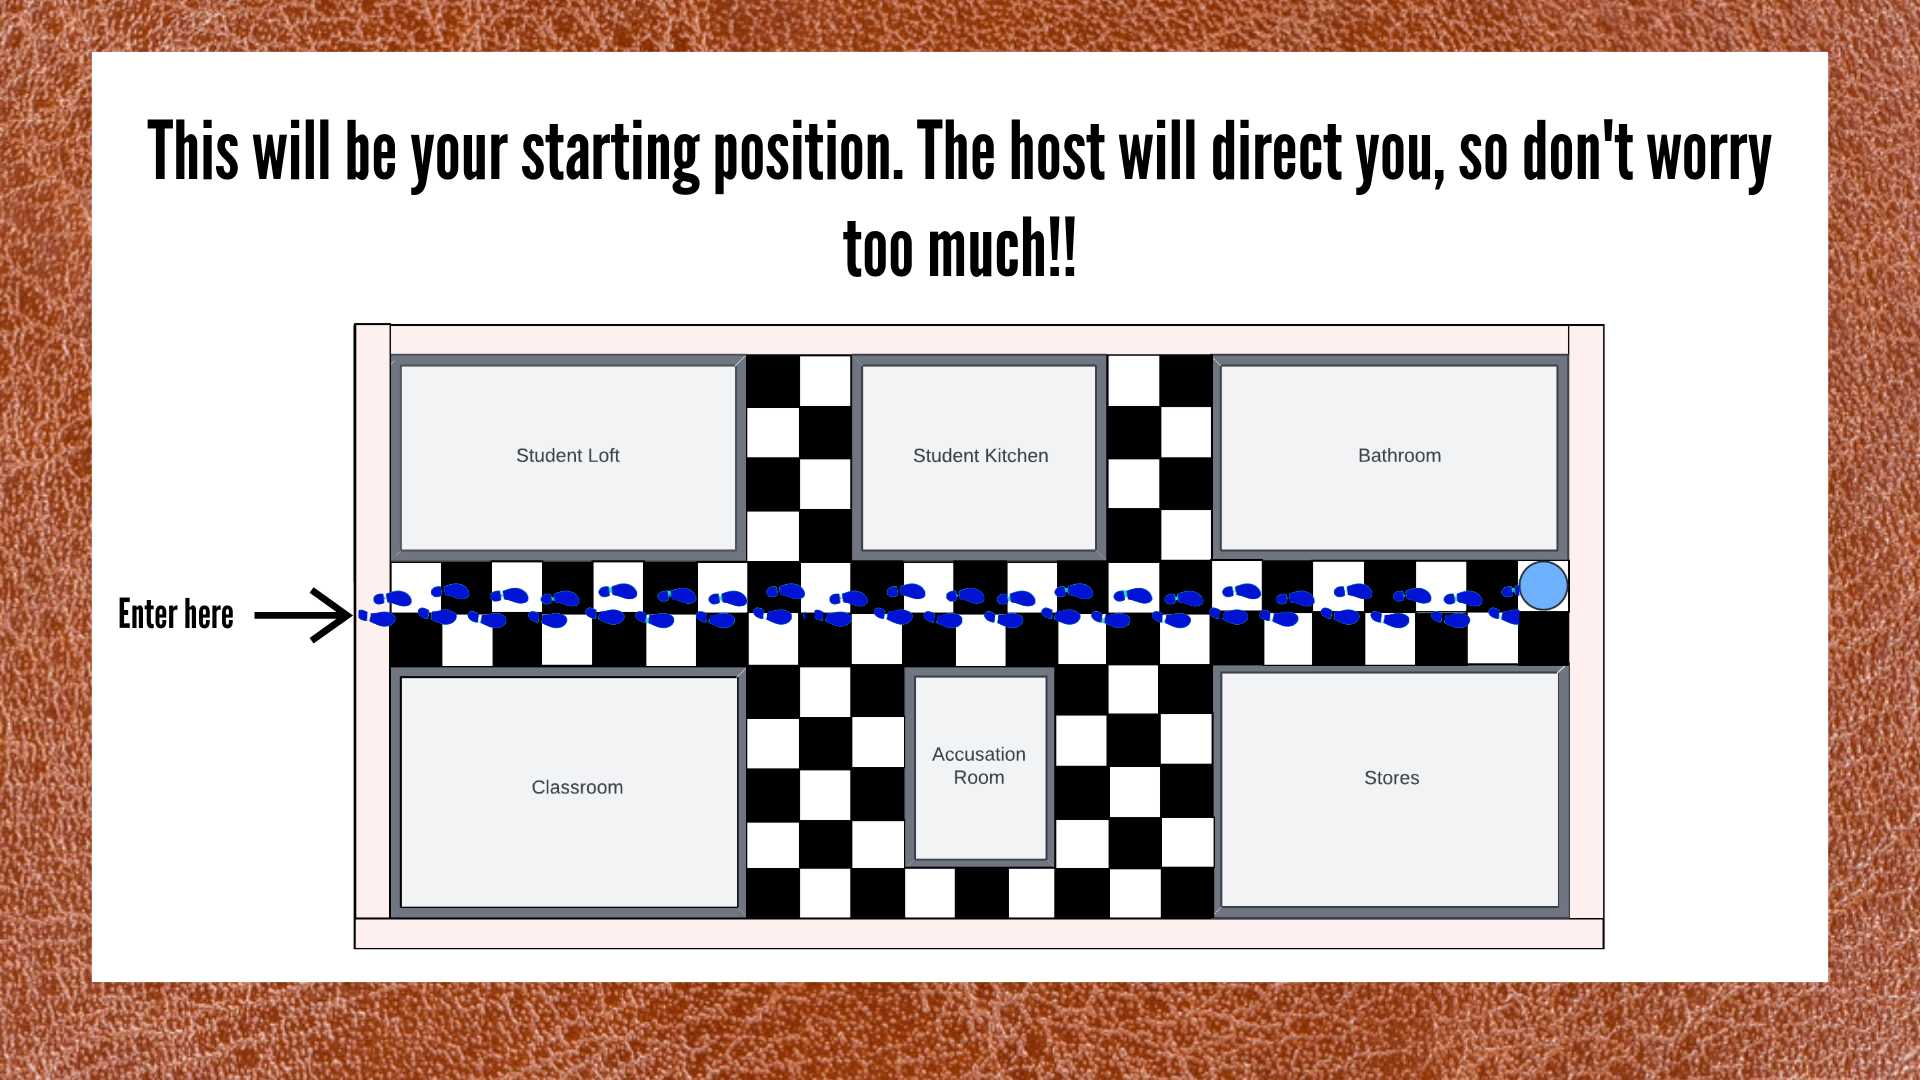 This will be your starting position. The host will direct you, so don't worry
too much!!
Student Loft
Student Kitchen
Bathroom
Enter here
Classroom
Accusation
Room
Stores